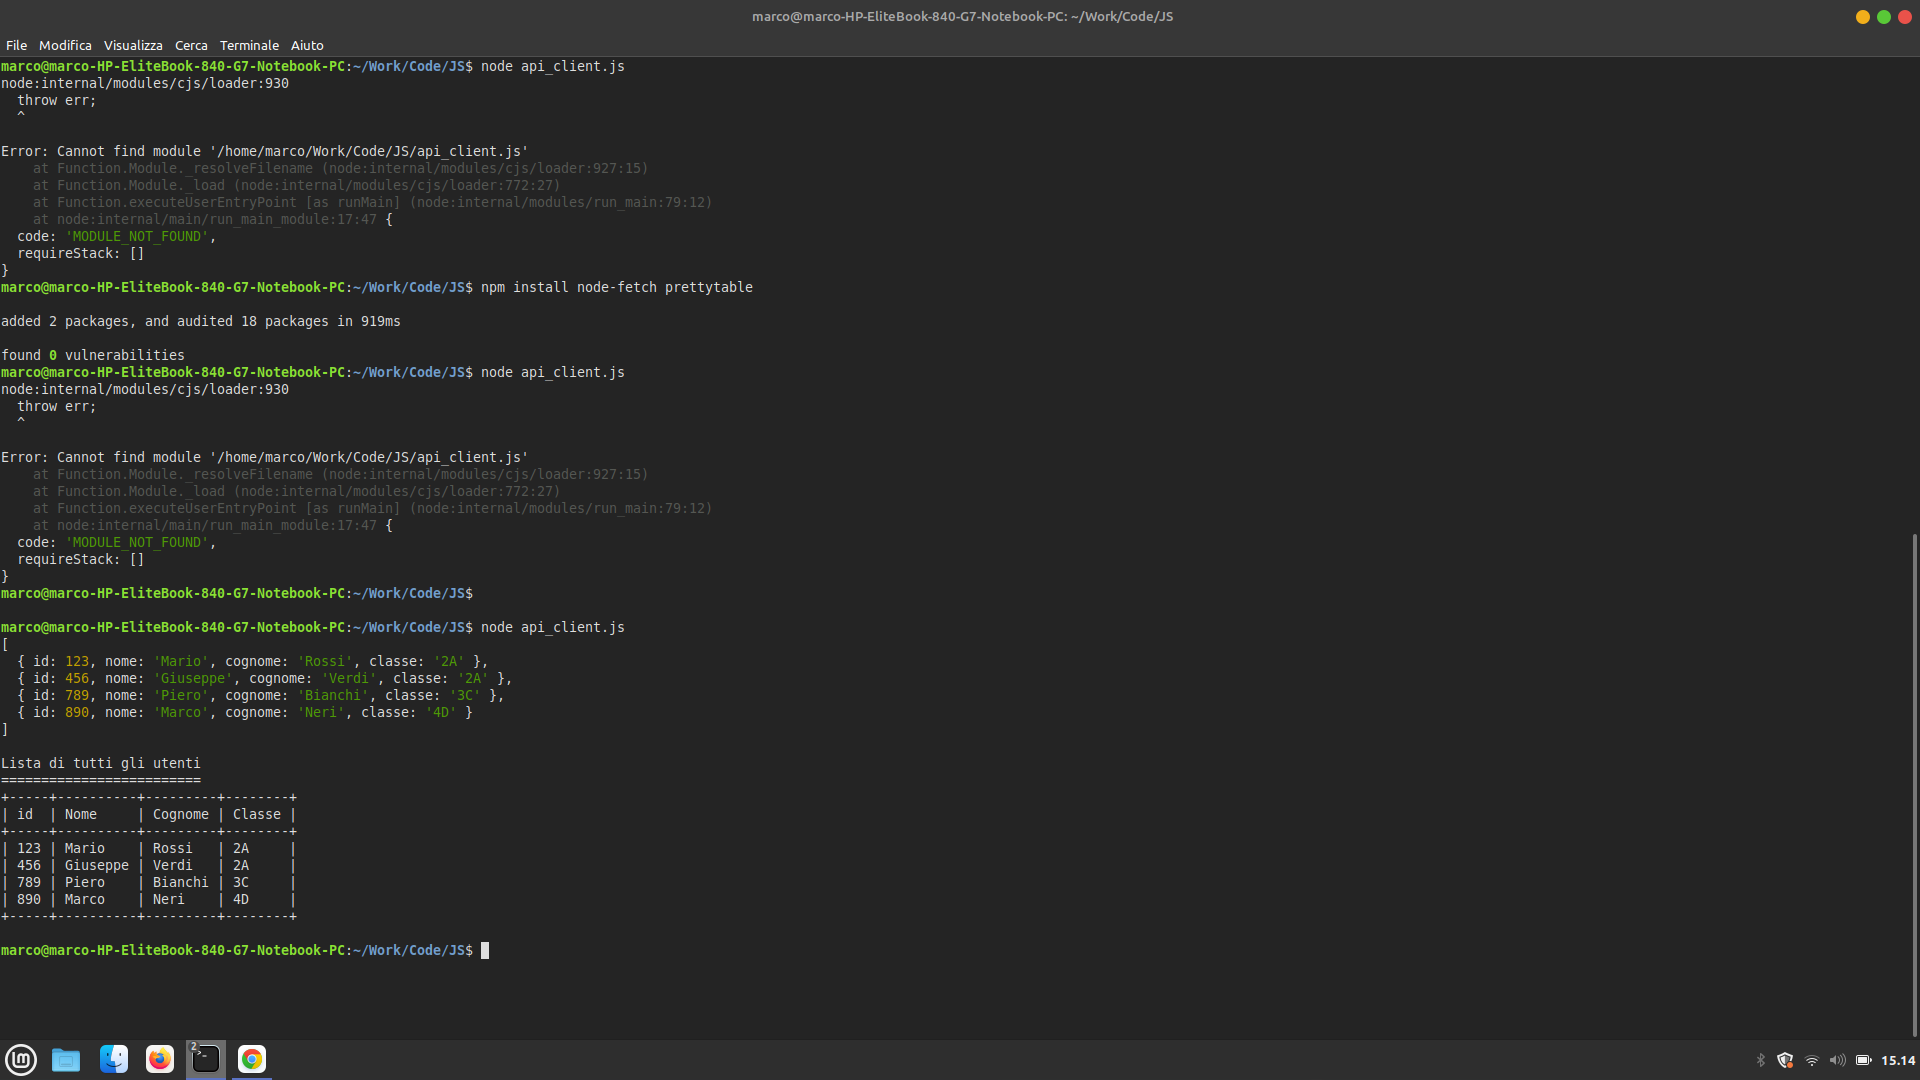 marco@marco-HP-EliteBook-840-G7-Notebook-PC: ~/Work/Code/JS
File Modifica Visualizza Cerca Terminale Aiuto
marco@marco-HP-EliteBook-840-G7-Notebook-PC:~/Work/Code/JS$ node api_client.js
node:internal/modules/cjs/loader:930
  throw err;
  ^

Error: Cannot find module '/home/marco/Work/Code/JS/api_client.js'
    at Function.Module._resolveFilename (node:internal/modules/cjs/loader:927:15)
    at Function.Module._load (node:internal/modules/cjs/loader:772:27)
    at Function.executeUserEntryPoint [as runMain] (node:internal/modules/run_main:79:12)
    at node:internal/main/run_main_module:17:47 {
  code: 'MODULE_NOT_FOUND',
  requireStack: []
}
marco@marco-HP-EliteBook-840-G7-Notebook-PC:~/Work/Code/JS$ npm install node-fetch prettytable

added 2 packages, and audited 18 packages in 919ms

found 0 vulnerabilities
marco@marco-HP-EliteBook-840-G7-Notebook-PC:~/Work/Code/JS$ node api_client.js
node:internal/modules/cjs/loader:930
  throw err;
  ^

Error: Cannot find module '/home/marco/Work/Code/JS/api_client.js'
    at Function.Module._resolveFilename (node:internal/modules/cjs/loader:927:15)
    at Function.Module._load (node:internal/modules/cjs/loader:772:27)
    at Function.executeUserEntryPoint [as runMain] (node:internal/modules/run_main:79:12)
    at node:internal/main/run_main_module:17:47 {
  code: 'MODULE_NOT_FOUND',
  requireStack: []
}
marco@marco-HP-EliteBook-840-G7-Notebook-PC:~/Work/Code/JS$

marco@marco-HP-EliteBook-840-G7-Notebook-PC:~/Work/Code/JS$ node api_client.js
[
  { id: 123, nome: 'Mario', cognome: 'Rossi', classe: '2A' },
  { id: 456, nome: 'Giuseppe', cognome: 'Verdi', classe: '2A' },
  { id: 789, nome: 'Piero', cognome: 'Bianchi', classe: '3C' },
  { id: 890, nome: 'Marco', cognome: 'Neri', classe: '4D' }
]

Lista di tutti gli utenti
=========================
+-----+----------+---------+--------+
| id  | Nome     | Cognome | Classe |
+-----+----------+---------+--------+
| 123 | Mario    | Rossi   | 2A     |
| 456 | Giuseppe | Verdi   | 2A     |
| 789 | Piero    | Bianchi | 3C     |
| 890 | Marco    | Neri    | 4D     |
+-----+----------+---------+--------+

marco@marco-HP-EliteBook-840-G7-Notebook-PC:~/Work/Code/JS$
2
15.14